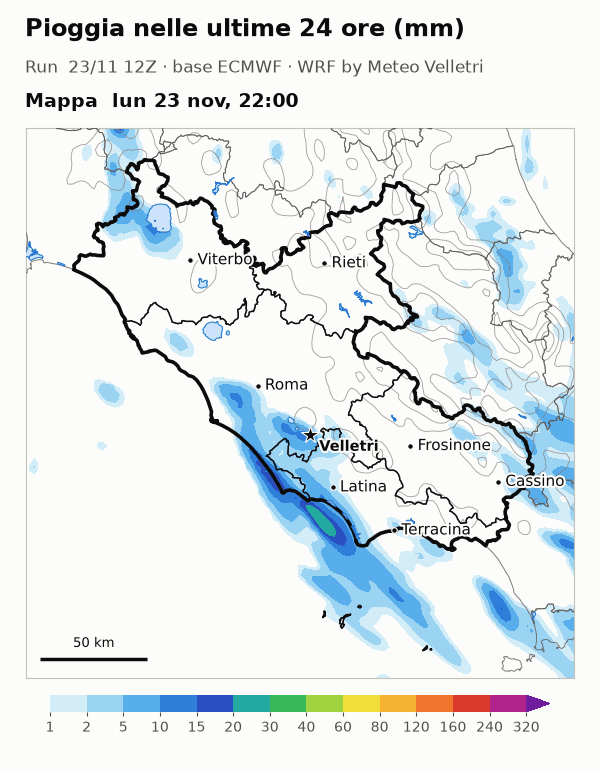 Pioggia nelle ultime 24 ore (mm)
Run 23/11 12Z · base ECMWF · WRF by Meteo Velletri
Mappa lun 23 nov, 22:00
Viterbo
Rieti
Roma
Velletri
Frosinone
Latina
Cassino
Terracina
50 km
1 2 5 10 15 20 30 40 60 80 120 160 240 320